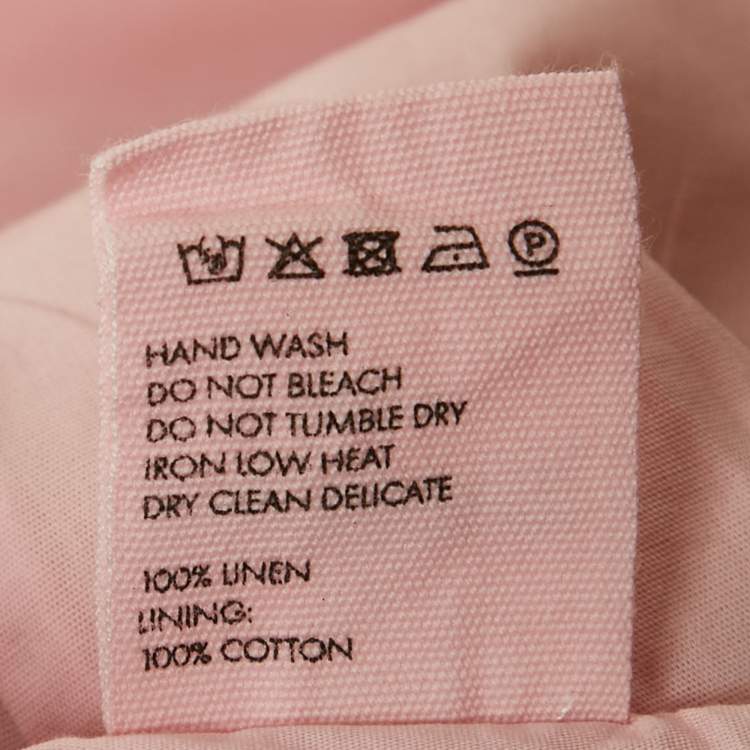 P
HAND WASH
DO NOT BLEACH
DO NOT TUMBLE DRY
IRON LOW HEAT
DRY CLEAN DELICATE
100% LINEN
LINING:
100% COTTON